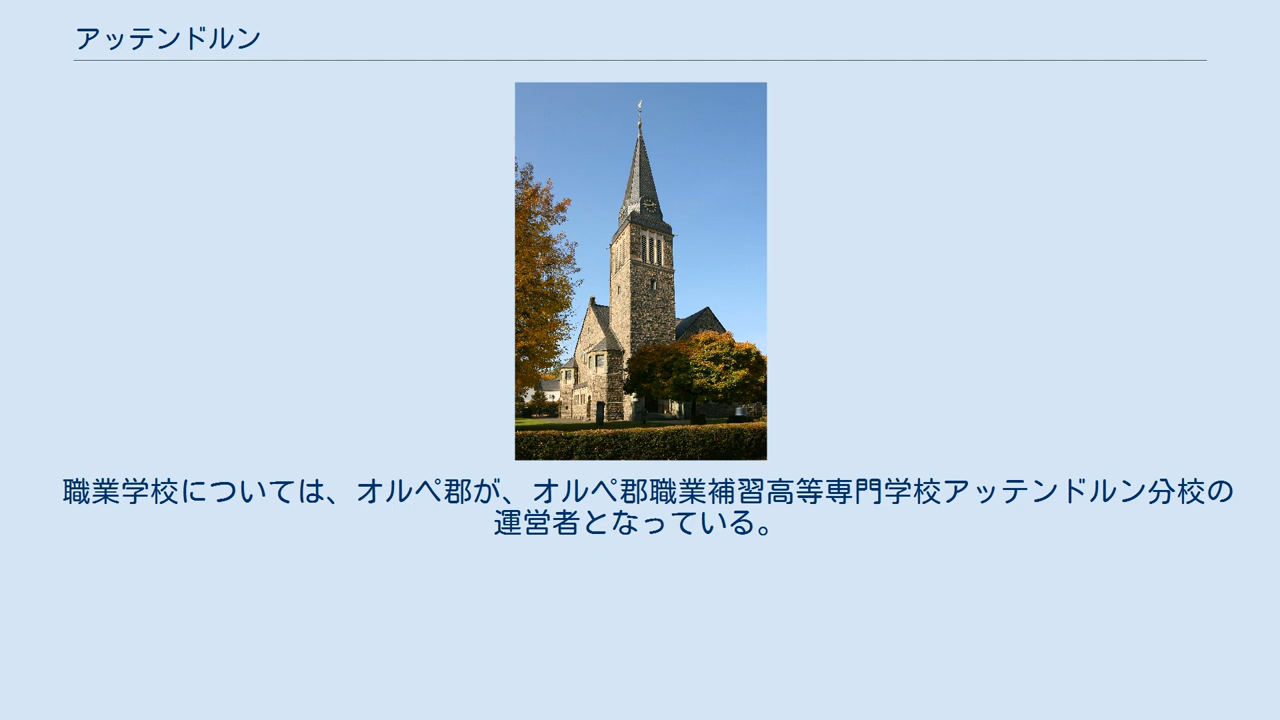 アッテンドルン
職業学校については、オルペ郡が、オルペ郡職業補習高等専門学校アッテンドルン分校の
運営者となっている。